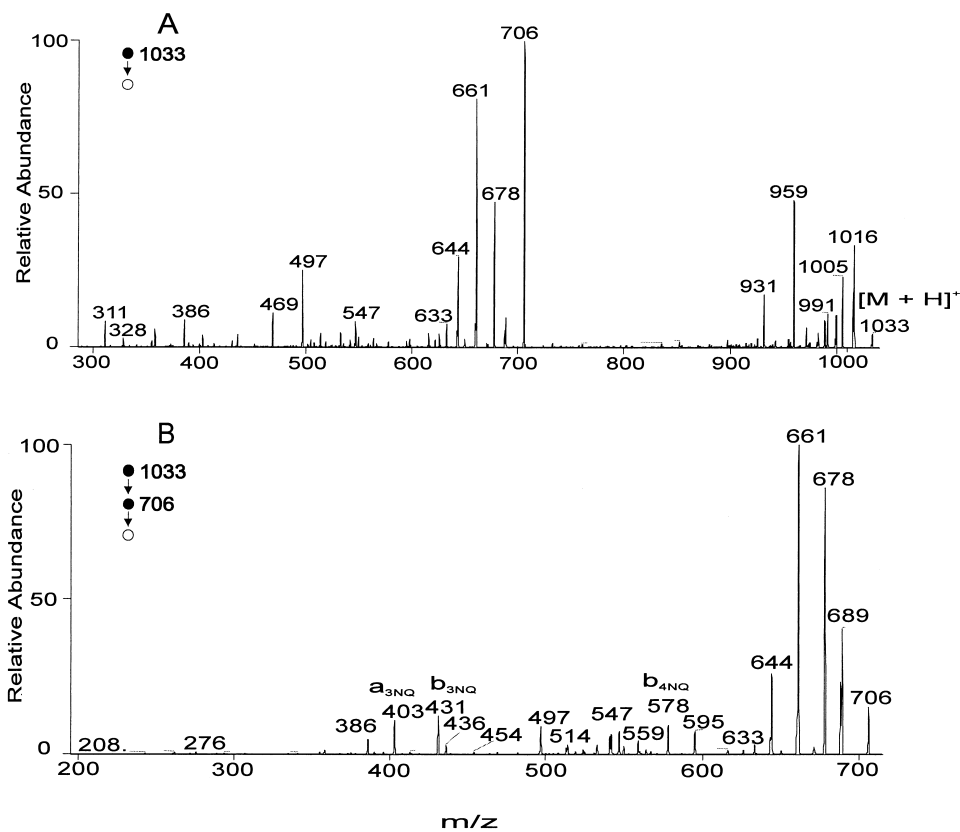 A
100
1033
706
661
50
678
959
644
1016
497
1005
931
[M + H]+
469
991
386
311
547
633
328
1033
0
300 400 500 600 700 800 900 1000
Relative Abundance
B
100
1033
661
706
678
50
689
644
a3NQ b3NQ b4NQ
403 431 578 706
386 436 497 547 595
454 514 559 633
208. 276
0
200 300 400 500 600 700
Relative Abundance
m/z